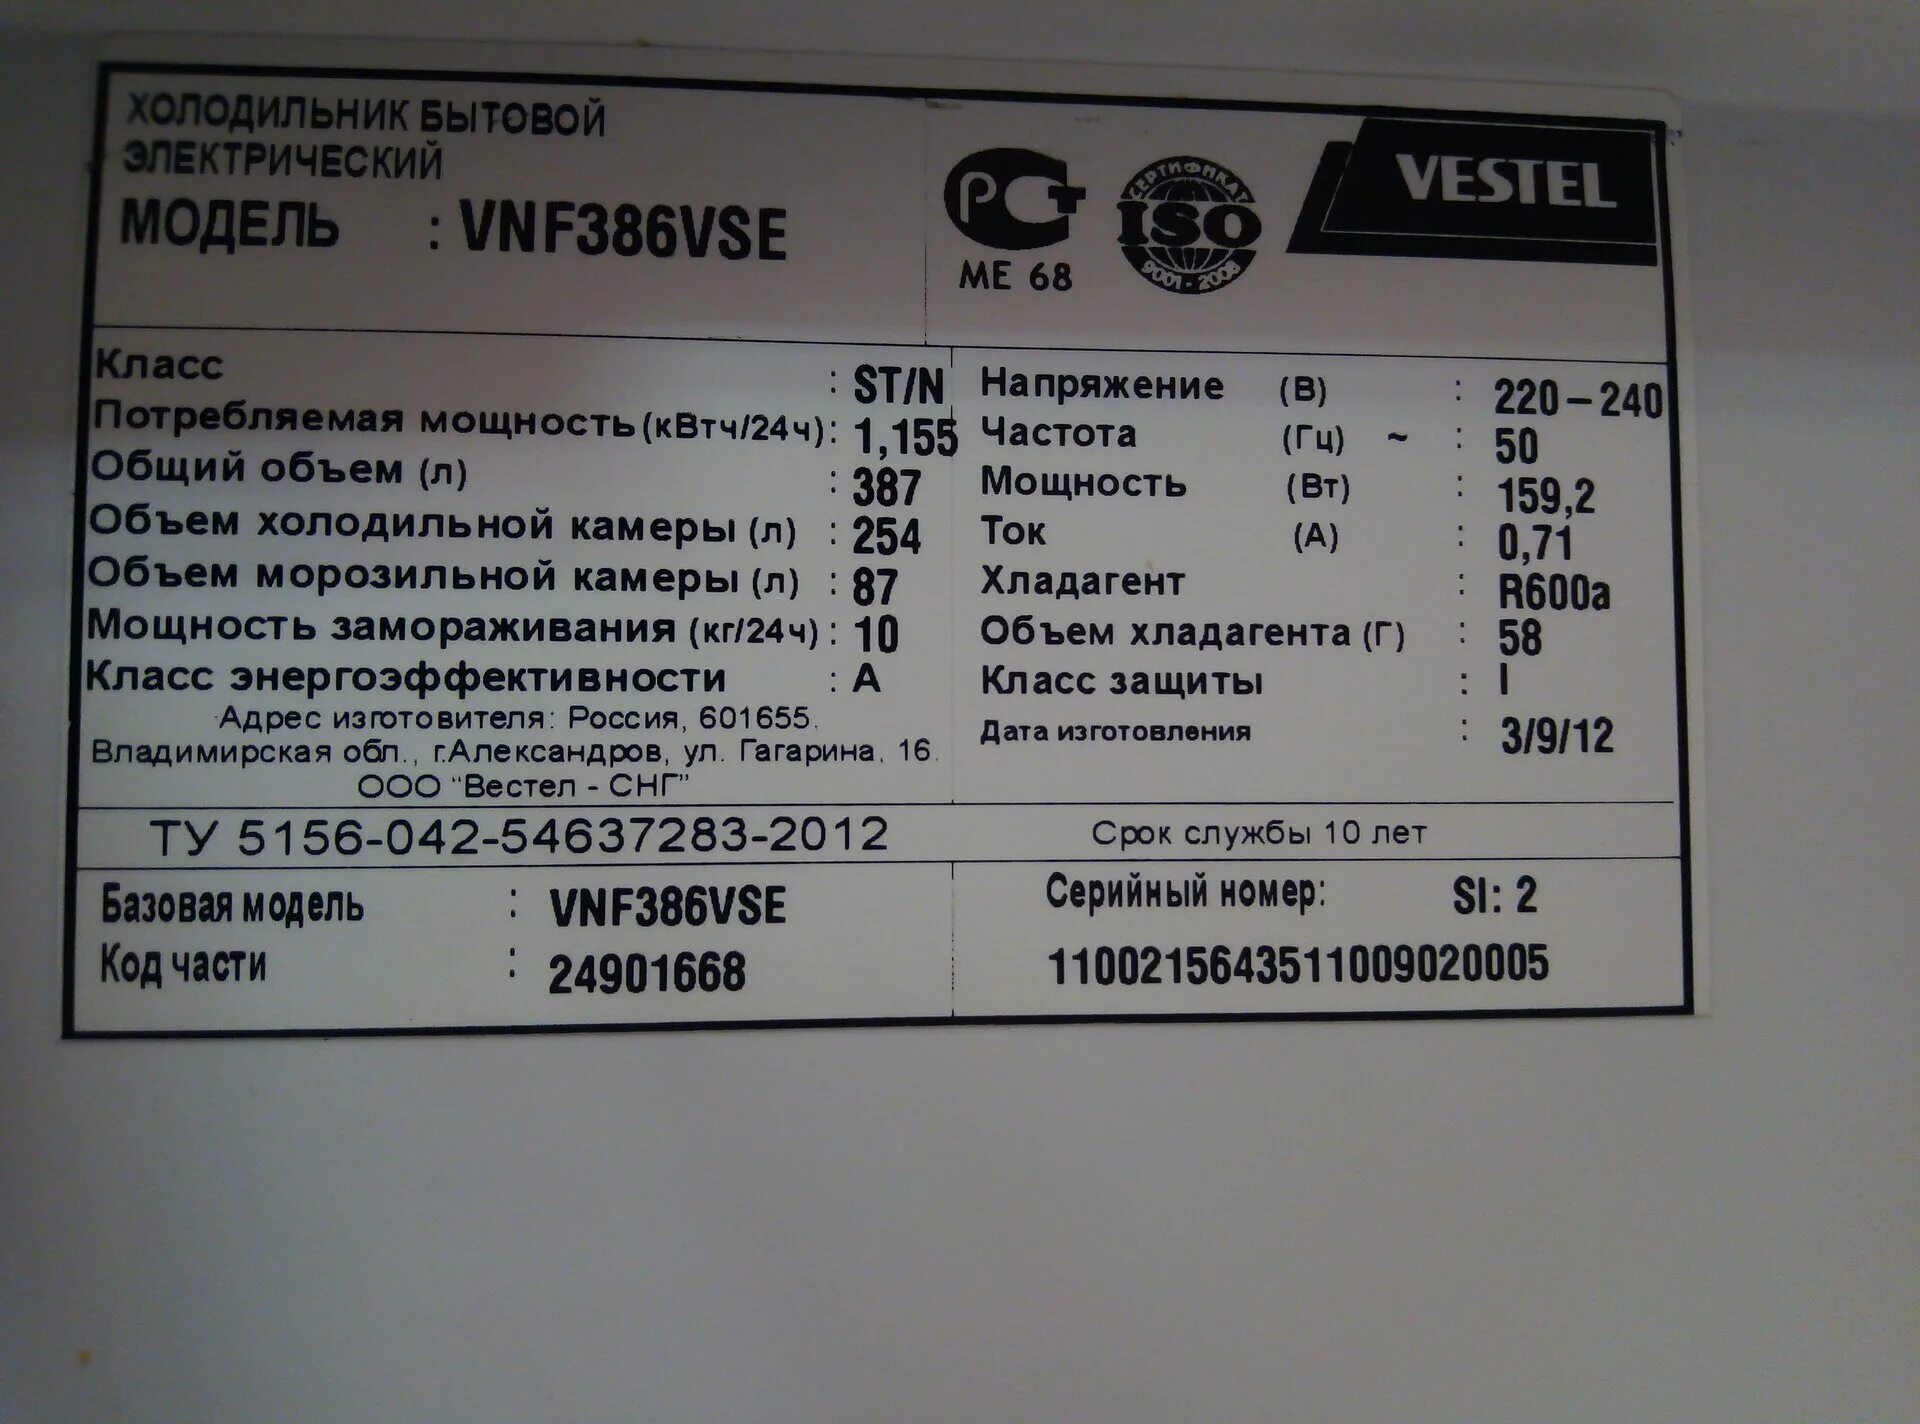 ХОЛОДИЛЬНИК БЫТОВОЙ
ЭЛЕКТРИЧЕСКИЙ
МОДЕЛЬ : VNF386VSE
РСТ
МЕ 68
СЕРТИФИКАТ
ISO
9001-2008
VESTEL
Класс : ST/N
Потребляемая мощность (кВтч/24ч): 1,155
Общий объем (л) : 387
Объем холодильной камеры (л) : 254
Объем морозильной камеры (л) : 87
Мощность замораживания (кг/24ч) : 10
Класс энергоэффективности : A
Адрес изготовителя: Россия, 601655.
Владимирская обл., г.Александров, ул. Гагарина, 16.
ООО "Вестел - СНГ"
Напряжение (В) : 220-240
Частота (Гц) ~ : 50
Мощность (Вт) : 159,2
Ток (А) : 0,71
Хладагент : R600a
Объем хладагента (Г) : 58
Класс защиты : I
Дата изготовления : 3/9/12
ТУ 5156-042-54637283-2012
Срок службы 10 лет
Базовая модель : VNF386VSE
Код части : 24901668
Серийный номер: SI: 2
1100215643511009020005